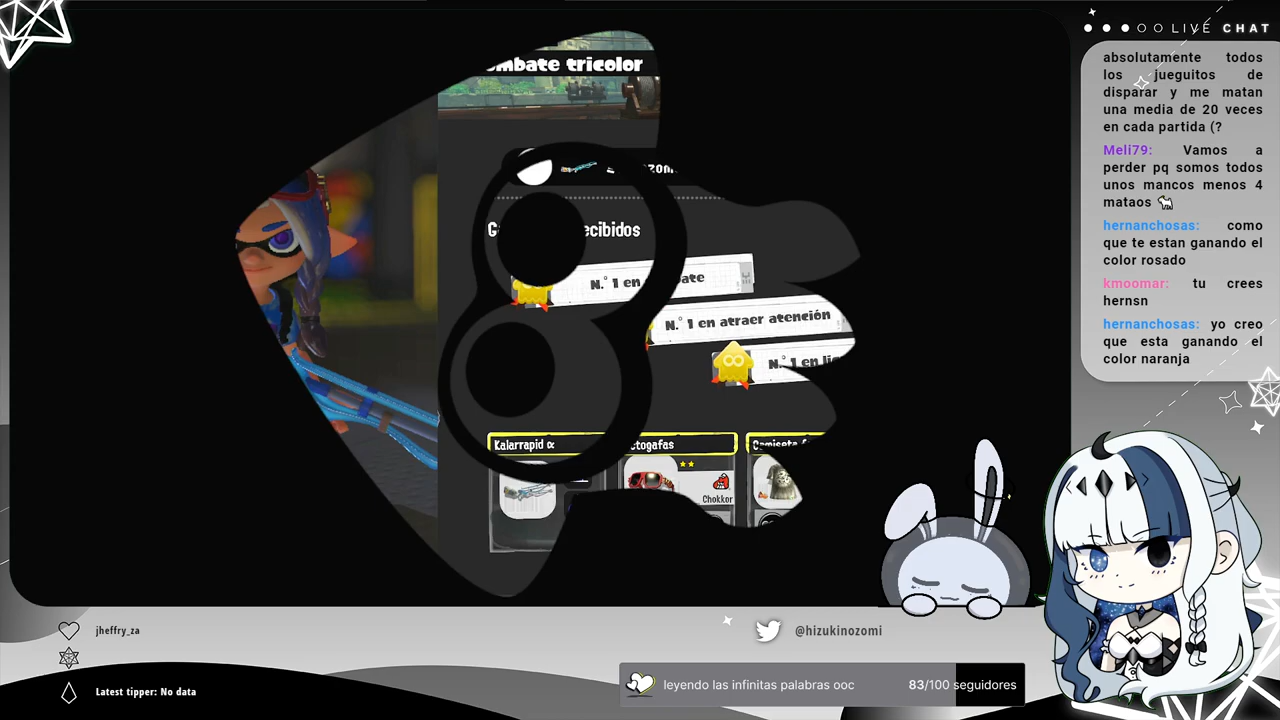 LIVE CHAT
absolutamente todos
los jueguitos de
disparar y me matan
una media de 20 veces
en cada partida (?
Meli79: Vamos a
perder pq somos todos
unos mancos menos 4
mataos
hernanchosas: como
que te estan ganando el
color rosado
kmoomar: tu crees
hernsn
hernanchosas: yo creo
que esta ganando el
color naranja
mbate tricolor
ecibidos
N.º 1 en bate
N.º 1 en atraer atención
N.º 1 en
Kalarrapid α
togafas
Camiseta
Chokkor
jheffry_za
@hizukinozomi
leyendo las infinitas palabras ooc 83/100 seguidores
Latest tipper: No data